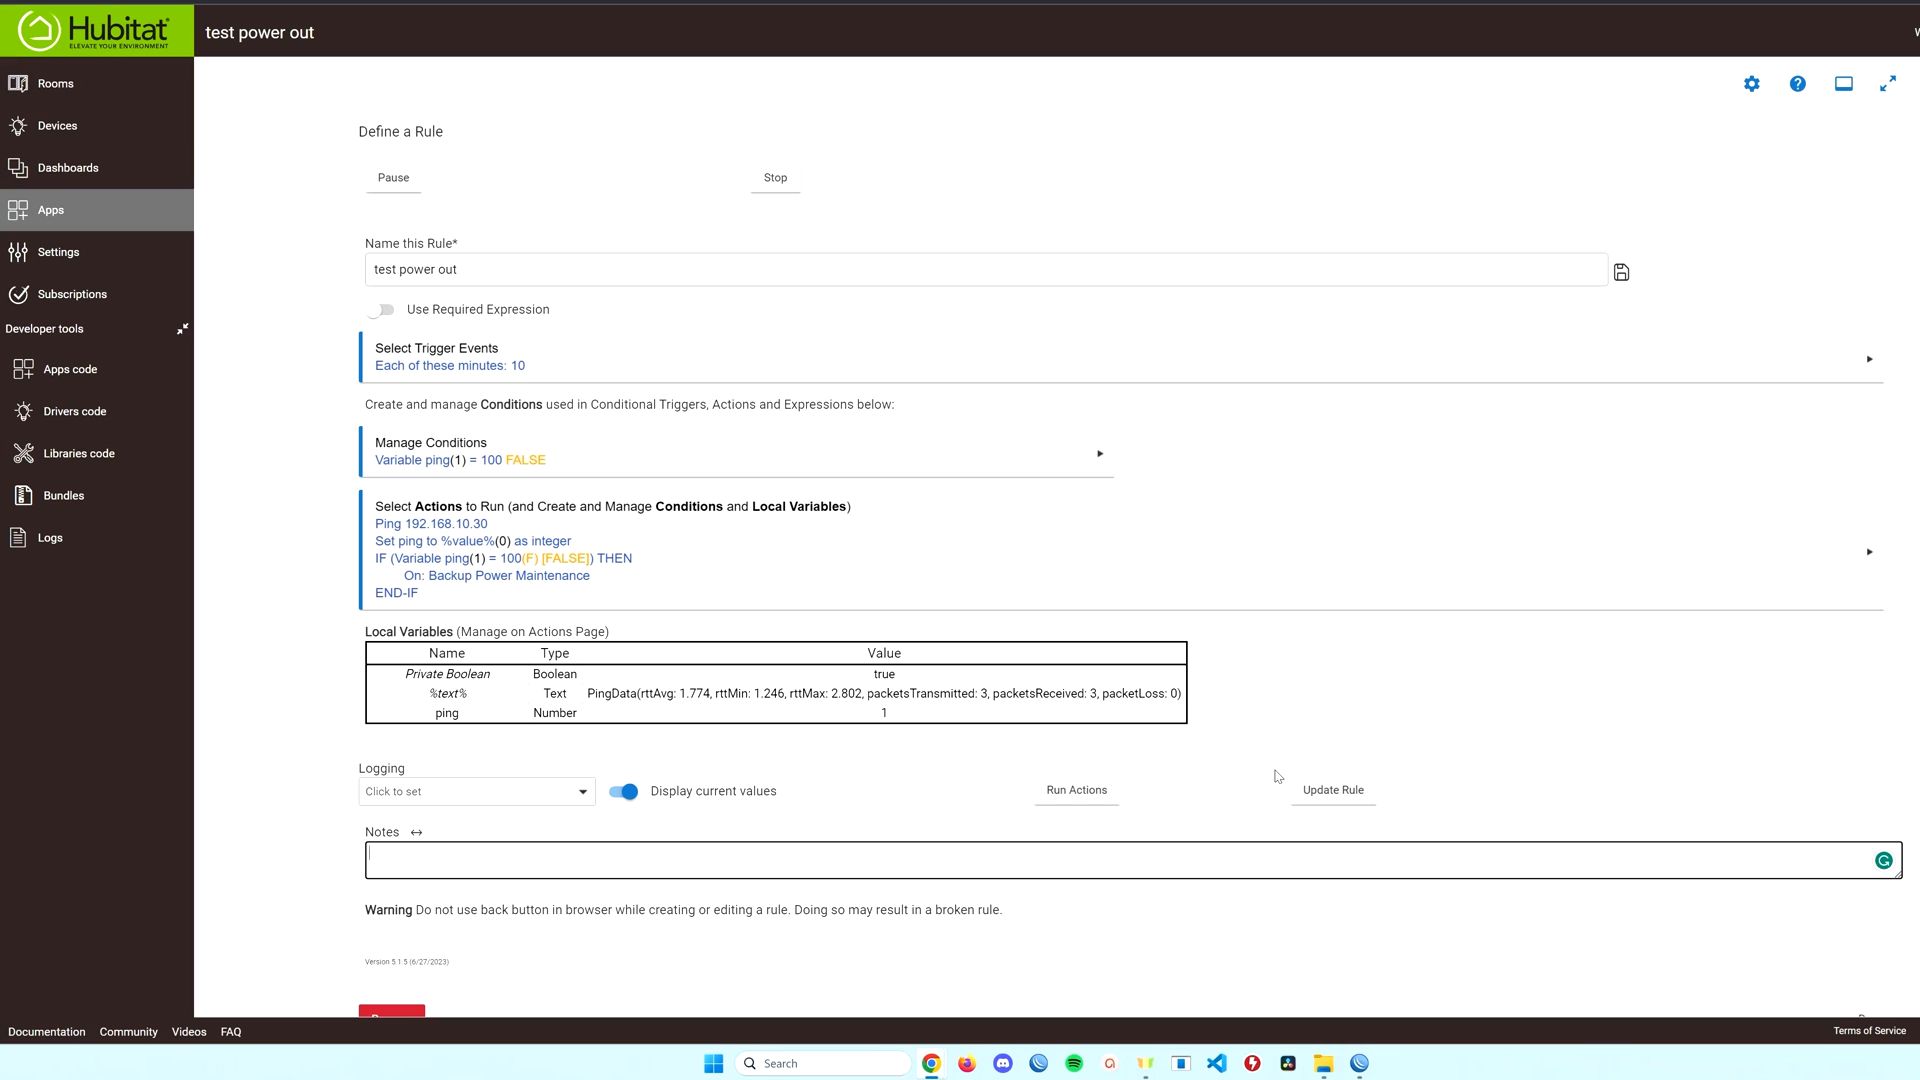 Hubitat
ELEVATE YOUR ENVIRONMENT
test power out
Rooms
Devices
Dashboards
Apps
Settings
Subscriptions
Developer tools
Apps code
Drivers code
Libraries code
Bundles
Logs
Define a Rule
Pause
Stop
Name this Rule*
test power out
Use Required Expression
Select Trigger Events
Each of these minutes: 10
Create and manage Conditions used in Conditional Triggers, Actions and Expressions below:
Manage Conditions
Variable ping(1) = 100 FALSE
Select Actions to Run (and Create and Manage Conditions and Local Variables)
Ping 192.168.10.30
Set ping to %value%(0) as integer
IF (Variable ping(1) = 100(F) [FALSE]) THEN
On: Backup Power Maintenance
END-IF
Local Variables (Manage on Actions Page)
Name Type Value
Private Boolean Boolean true
%text% Text PingData(rttAvg: 1.774, rttMin: 1.246, rttMax: 2.802, packetsTransmitted: 3, packetsReceived: 3, packetLoss: 0)
ping Number 1
Logging
Click to set
Display current values
Run Actions
Update Rule
Notes ↔
Warning Do not use back button in browser while creating or editing a rule. Doing so may result in a broken rule.
Version 5.1.5 (6/27/2023)
Documentation Community Videos FAQ
Terms of Service
Search